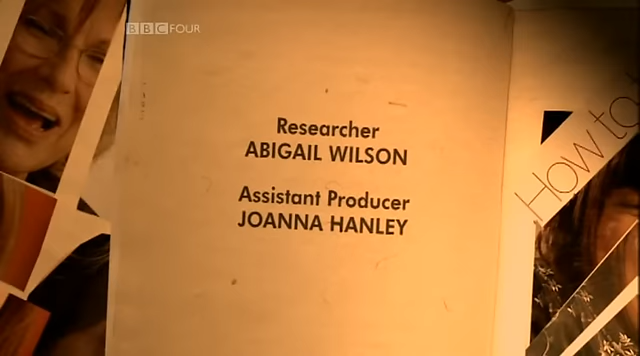 BBC FOUR
Researcher
ABIGAIL WILSON
Assistant Producer
JOANNA HANLEY
How to